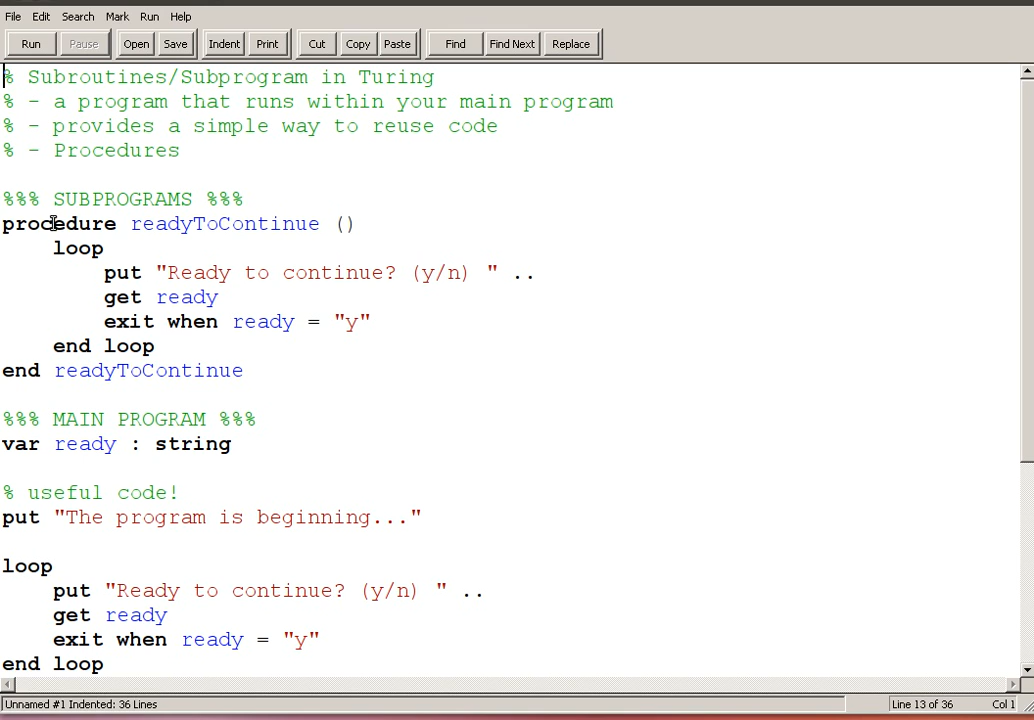 File Edit Search Mark Run Help
Run Pause Open Save Indent Print Cut Copy Paste Find Find Next Replace
% Subroutines/Subprogram in Turing
% - a program that runs within your main program
% - provides a simple way to reuse code
% - Procedures
%%% SUBPROGRAMS %%%
procedure readyToContinue ()
loop
put "Ready to continue? (y/n) " ..
get ready
exit when ready = "y"
end loop
end readyToContinue
%%% MAIN PROGRAM %%%
var ready : string
% useful code!
put "The program is beginning..."
loop
put "Ready to continue? (y/n) " ..
get ready
exit when ready = "y"
end loop
Unnamed #1 Indented: 36 Lines Line 13 of 36 Col 1